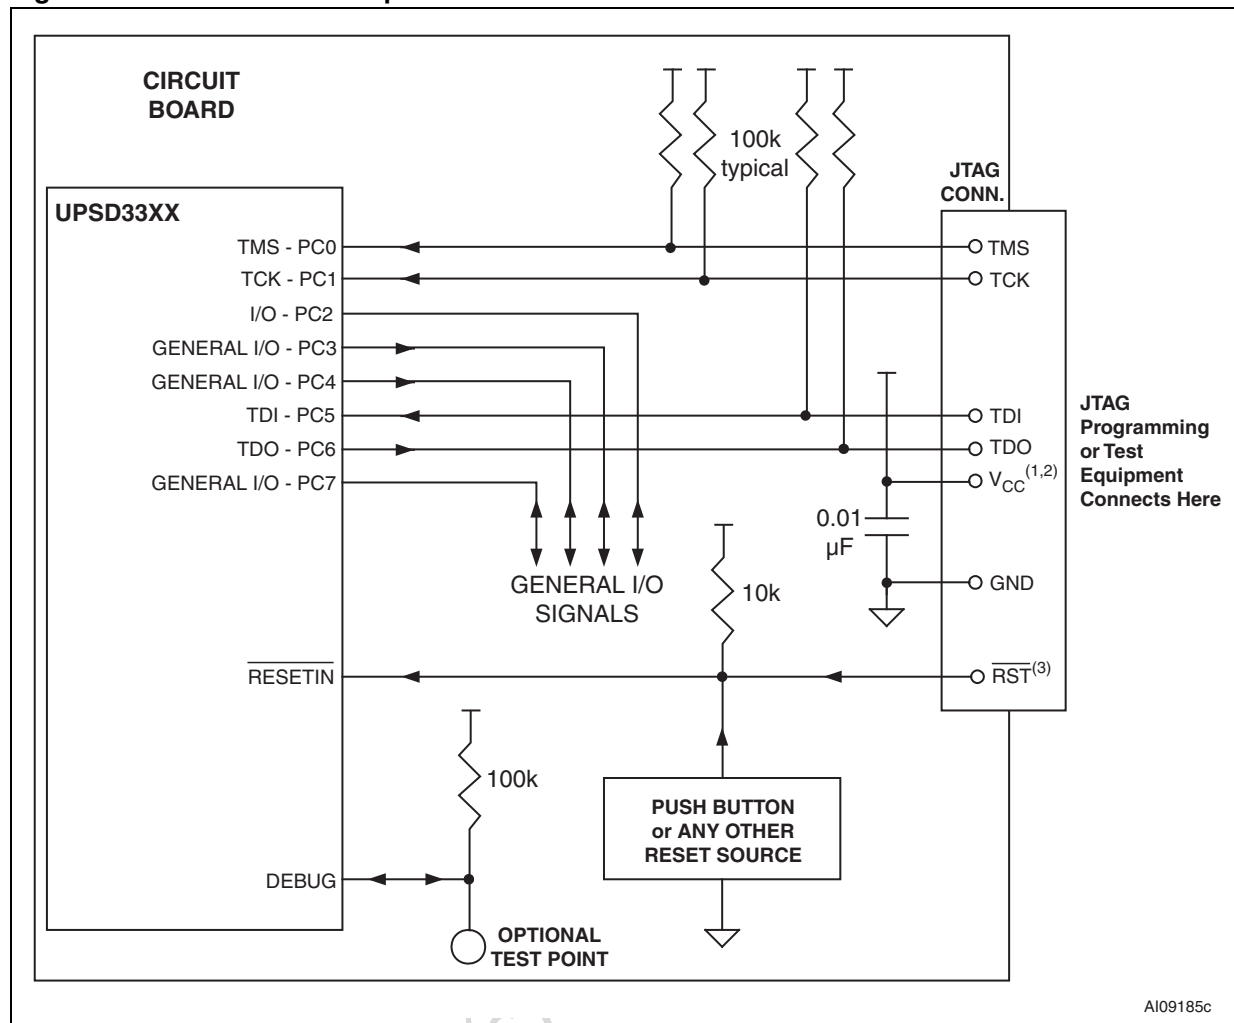 CIRCUIT
BOARD
100k
typical
JTAG
CONN.
UPSD33XX
TMS - PC0
TMS
TCK - PC1
TCK
I/O - PC2
GENERAL I/O - PC3
GENERAL I/O - PC4
TDI - PC5
TDI
TDO - PC6
TDO
GENERAL I/O - PC7
VCC(1,2)
JTAG
Programming
or Test
Equipment
Connects Here
0.01
µF
GENERAL I/O
SIGNALS
10k
GND
RESETIN
RST(3)
100k
PUSH BUTTON
or ANY OTHER
RESET SOURCE
DEBUG
OPTIONAL
TEST POINT
AI09185c